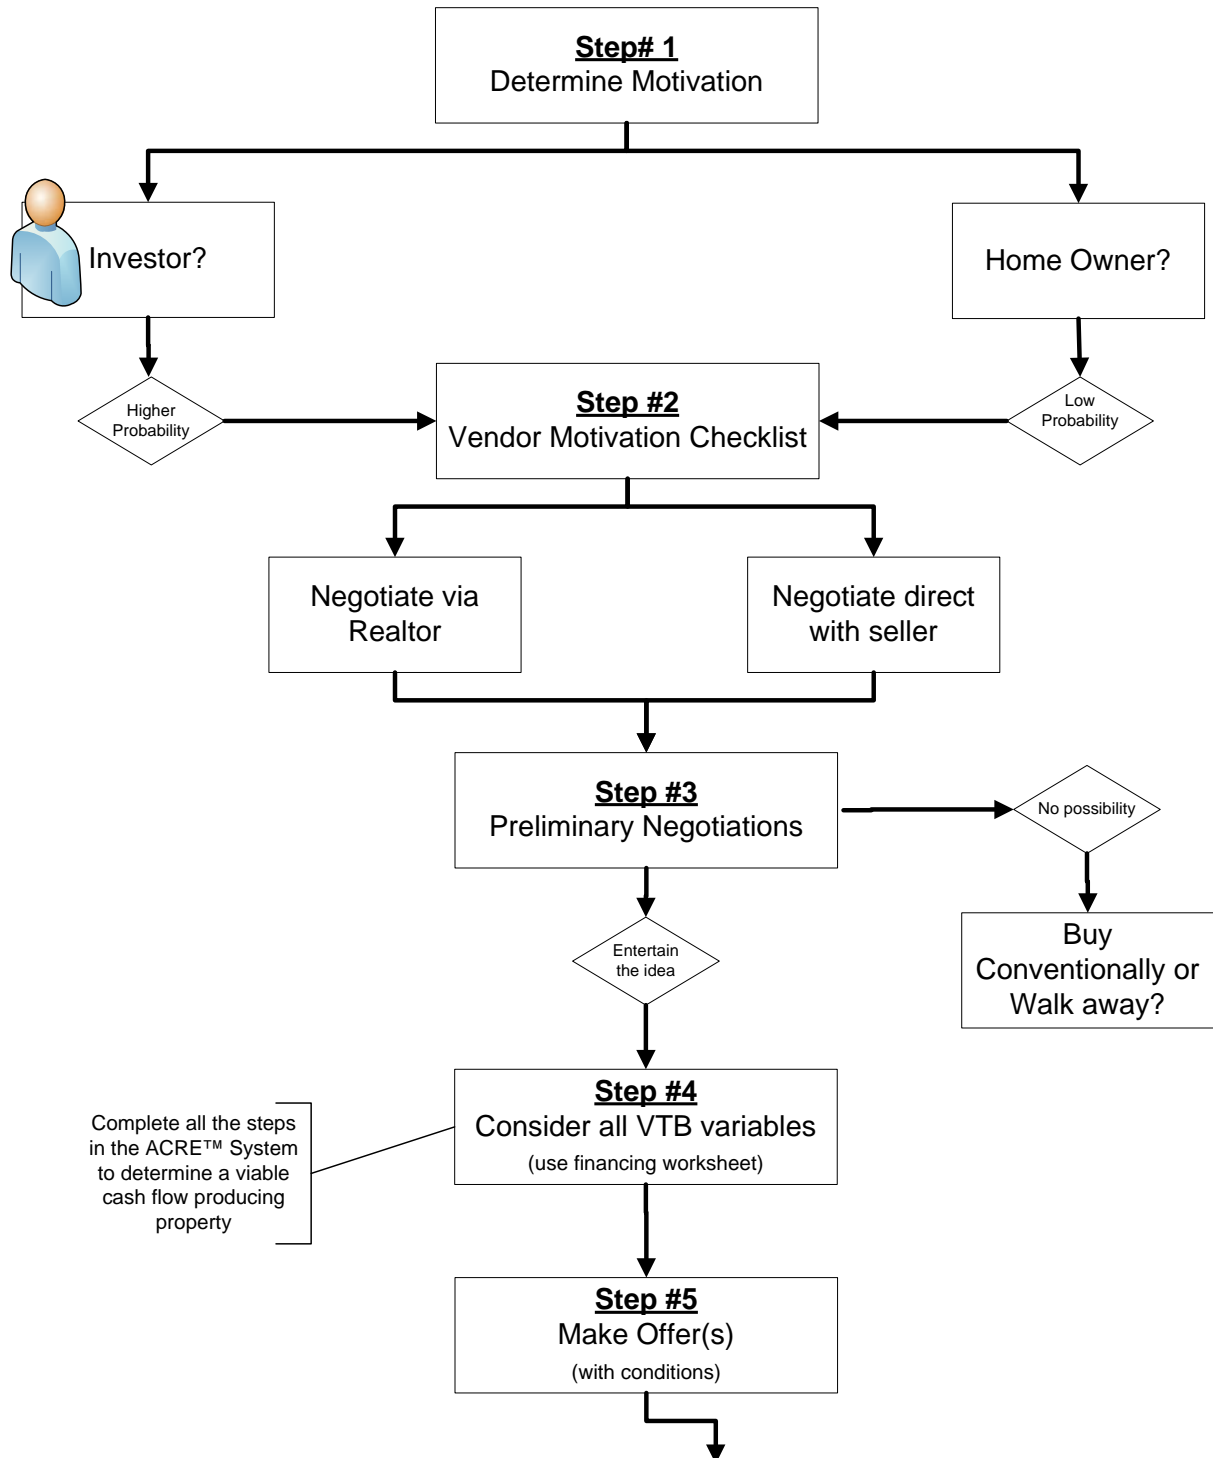 Step# 1
Determine Motivation
Investor?
Home Owner?
Higher
Probability
Step #2
Vendor Motivation Checklist
Low
Probability
Negotiate via
Realtor
Negotiate direct
with seller
Step #3
Preliminary Negotiations
No possibility
Entertain
the idea
Buy
Conventionally or
Walk away?
Complete all the steps
in the ACRE™ System
to determine a viable
cash flow producing
property
Step #4
Consider all VTB variables
(use financing worksheet)
Step #5
Make Offer(s)
(with conditions)